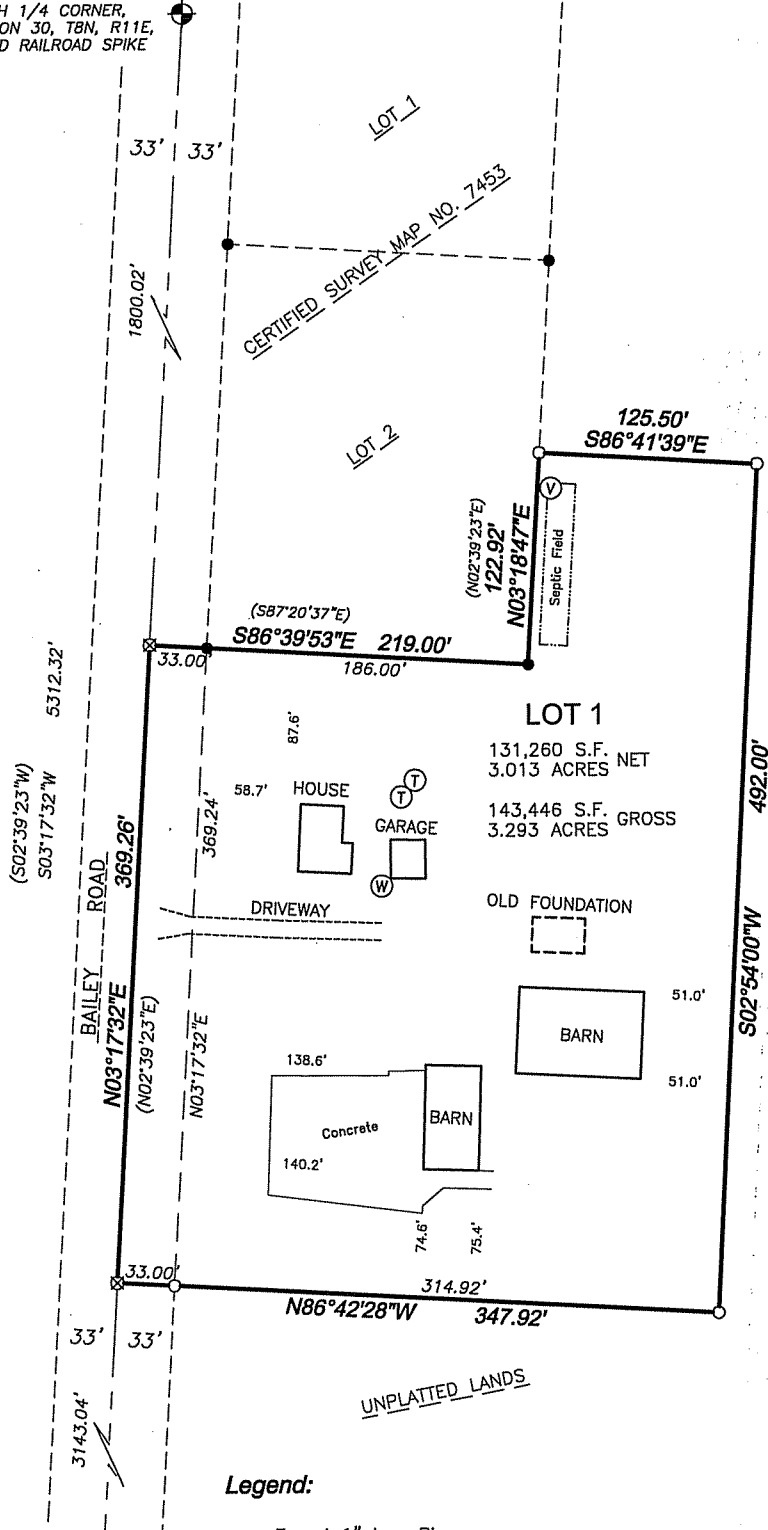 H 1/4 CORNER,
ON 30, T8N, R11E,
D RAILROAD SPIKE
33' 33'
LOT 1
CERTIFIED SURVEY MAP NO. 7453
1800.02'
LOT 2
125.50'
S86°41'39"E
(N02°39'23"E)
122.92'
N03°18'47"E
V
Septic Field
(S87°20'37"E)
S86°39'53"E 219.00'
33.00
186.00'
5312.32'
(S02°39'23"W)
S03°17'32"W
LOT 1
131,260 S.F.
3.013 ACRES NET
143,446 S.F.
3.293 ACRES GROSS
87.6'
58.7'
HOUSE
T
T
GARAGE
W
369.24'
369.26'
492.00'
DRIVEWAY
OLD FOUNDATION
BAILEY ROAD
N03°17'32"E
(N02°39'23"E)
N03°17'32"E
S02°54'00"W
51.0'
BARN
51.0'
138.6'
Concrete
BARN
140.2'
74.6'
75.4'
33.00'
314.92'
N86°42'28"W 347.92'
33' 33'
UNPLATTED LANDS
3143.04'
Legend: